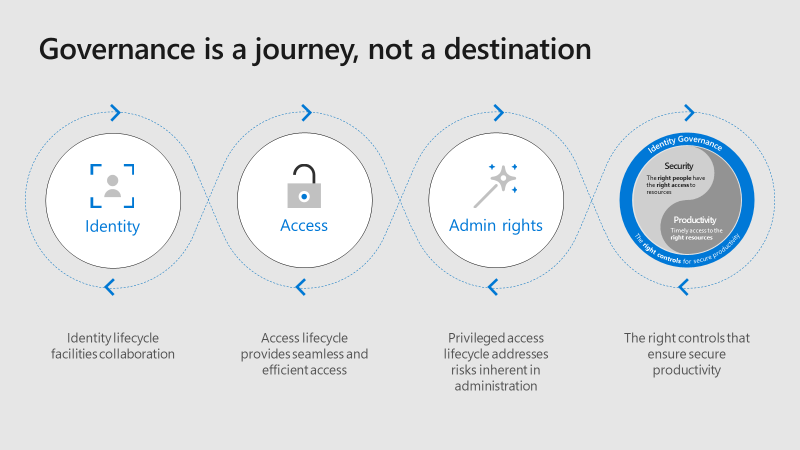 Governance is a journey, not a destination
Identity
Access
Admin rights
Identity Governance
Security
The right people have
the right access to
resources
Productivity
Timely access to the
right resources
The right controls for secure productivity
Identity lifecycle
facilities collaboration
Access lifecycle
provides seamless and
efficient access
Privileged access
lifecycle addresses
risks inherent in
administration
The right controls that
ensure secure
productivity